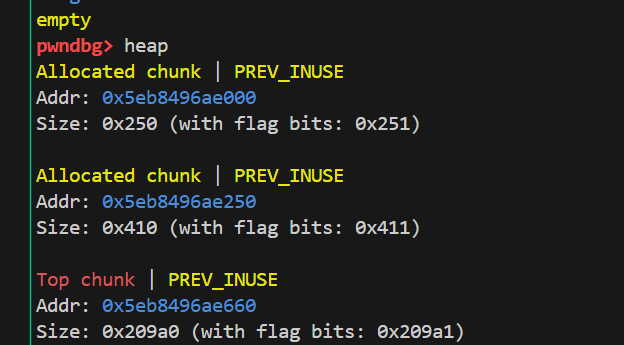 empty
pwndbg> heap
Allocated chunk | PREV_INUSE
Addr: 0x5eb8496ae000
Size: 0x250 (with flag bits: 0x251)
Allocated chunk | PREV_INUSE
Addr: 0x5eb8496ae250
Size: 0x410 (with flag bits: 0x411)
Top chunk | PREV_INUSE
Addr: 0x5eb8496ae660
Size: 0x209a0 (with flag bits: 0x209a1)